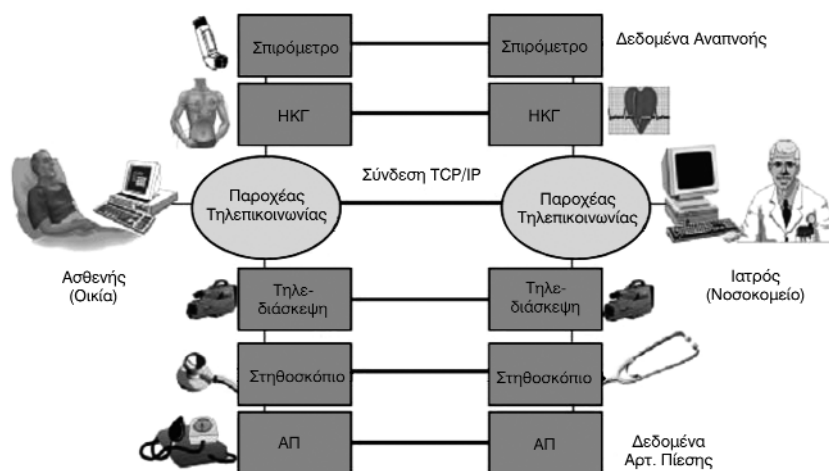 Σπιρόμετρο
Σπιρόμετρο
Δεδομένα Αναπνοής
ΗΚΓ
ΗΚΓ
Σύνδεση TCP/IP
Παροχέας
Τηλεπικοινωνίας
Παροχέας
Τηλεπικοινωνίας
Ασθενής
(Οικία)
Ιατρός
(Νοσοκομείο)
Τηλε-
διάσκεψη
Τηλε-
διάσκεψη
Στηθοσκόπιο
Στηθοσκόπιο
ΑΠ
ΑΠ
Δεδομένα
Αρτ. Πίεσης